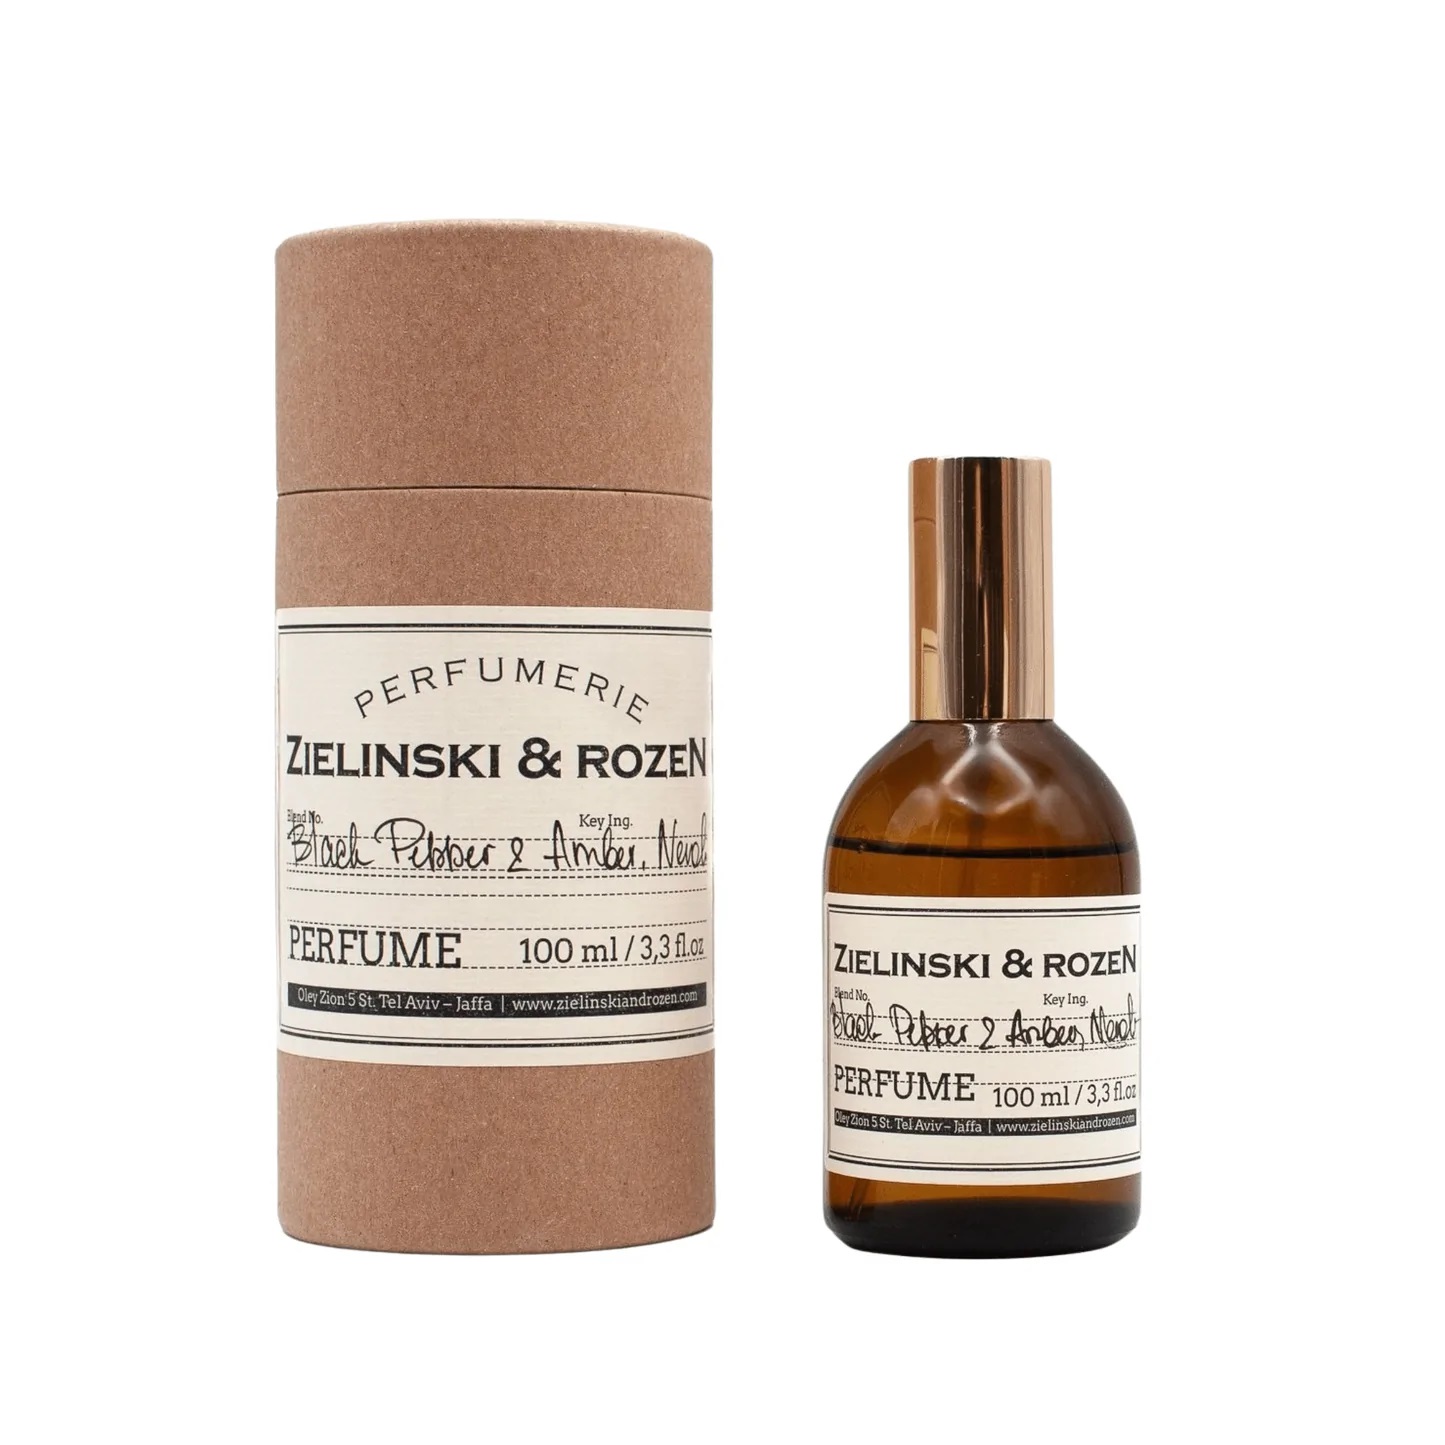 PERFUMERIE
ZIELINSKI & ROZEN
Blend No. Key Ing.
Black Pepper & Amber, Neroli
PERFUME 100 ml / 3,3 fl.oz
Oley Zion 5 St. Tel Aviv – Jaffa | www.zielinskiandrozen.com
ZIELINSKI & ROZEN
Blend No. Key Ing.
Black Pepper & Amber, Neroli
PERFUME 100 ml / 3,3 fl.oz
Oley Zion 5 St. Tel Aviv – Jaffa | www.zielinskiandrozen.com